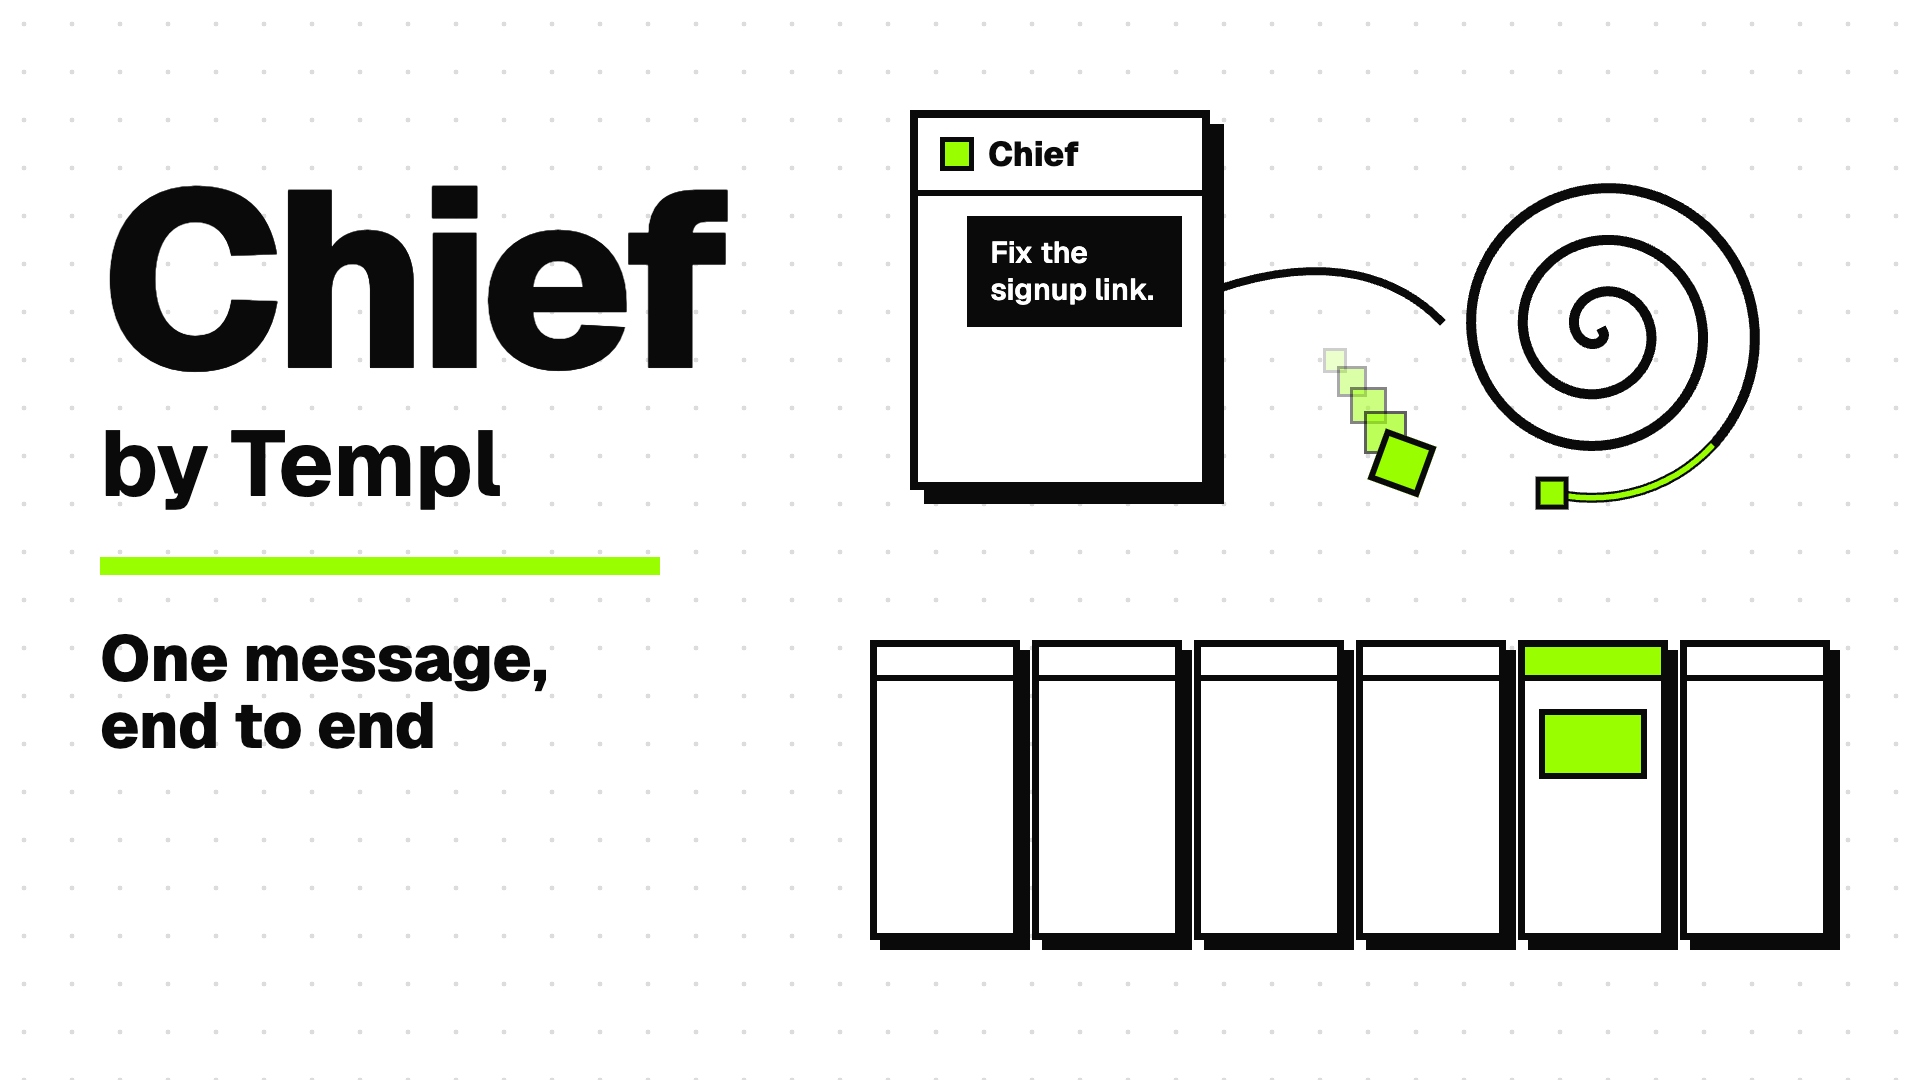 Chief
by Templ
One message,
end to end
Chief
Fix the
signup link.